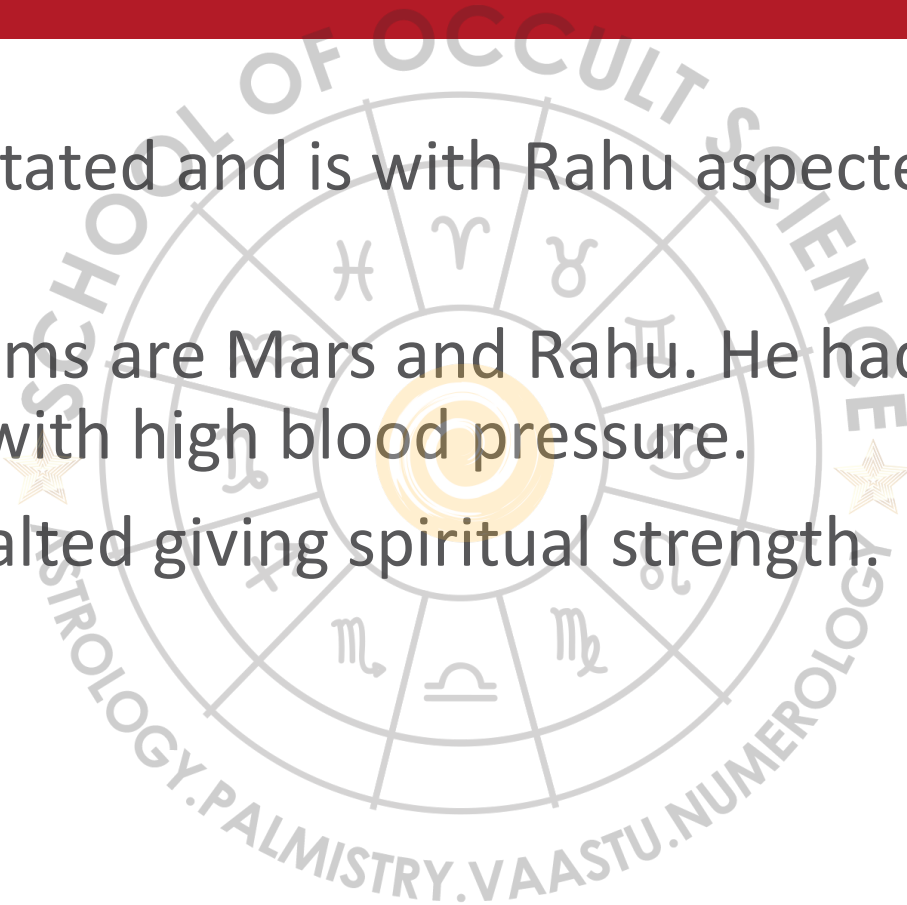 SCHOOL OF OCCULT SCIENCE
tated and is with Rahu aspecte
ms are Mars and Rahu. He had
with high blood pressure.
alted giving spiritual strength.
ASTROLOGY.PALMISTRY.VAASTU.NUMEROLOGY